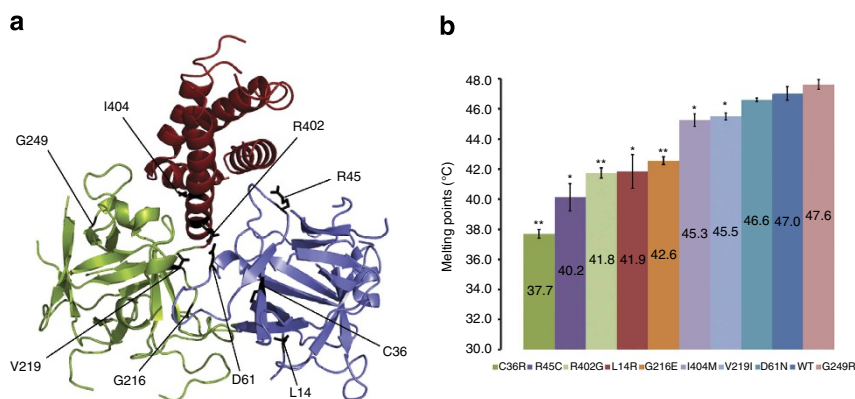 a
I404
R402
G249
R45
V219
G216
D61
L14
C36
b
Melting points (°C)
48.0
46.0
44.0
42.0
40.0
38.0
36.0
34.0
32.0
30.0
** * ** * ** * *
37.7 40.2 41.8 41.9 42.6 45.3 45.5 46.6 47.0 47.6
C36R R45C R402G L14R G216E I404M V219I D61N WT G249R